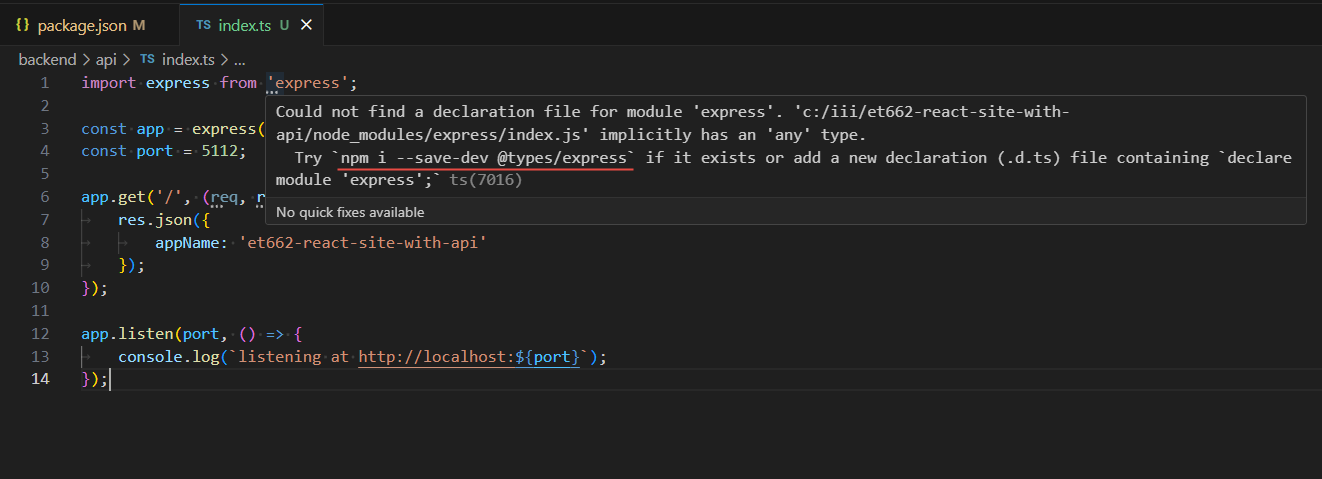 {} package.json M
TS index.ts U ×
backend > api > TS index.ts > ...
1 import express from 'express';
2
Could not find a declaration file for module 'express'. 'c:/iii/et662-react-site-with-
3 const app = express(
api/node_modules/express/index.js' implicitly has an 'any' type.
4 const port = 5112;
Try `npm i --save-dev @types/express` if it exists or add a new declaration (.d.ts) file containing `declare
5
module 'express';` ts(7016)
6 app.get('/', (req, r
No quick fixes available
7 res.json({
8 appName: 'et662-react-site-with-api'
9 });
10 });
11
12 app.listen(port, () => {
13 console.log(`listening at http://localhost:${port}`);
14 });